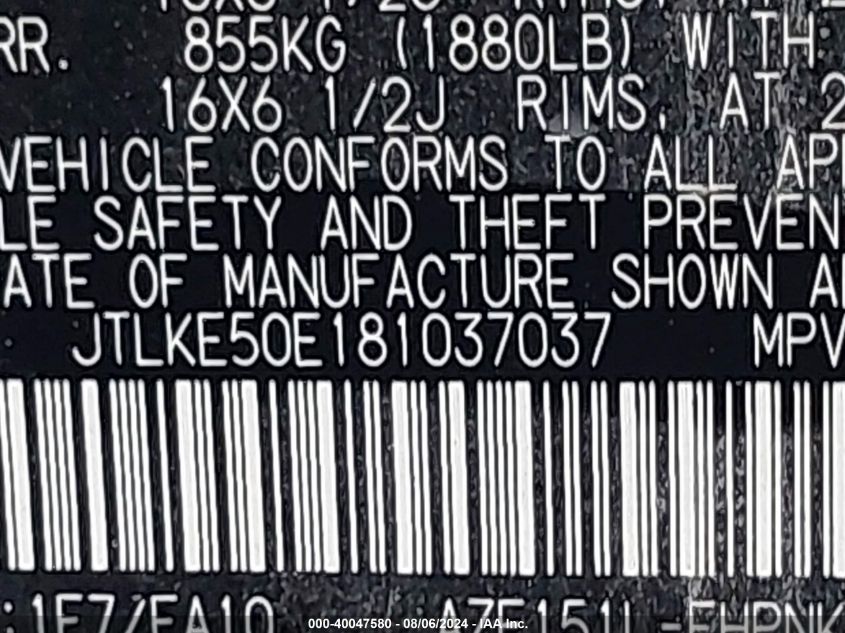 RR. 855KG (1880LB) WITH
16X6 1/2J RIMS, AT 2
VEHICLE CONFORMS TO ALL
LE SAFETY AND THEFT PREVEN
ATE OF MANUFACTURE SHOWN
JTLKE50E181037037 MPV
000-40047580 - 08/06/2024 - IAA Inc.